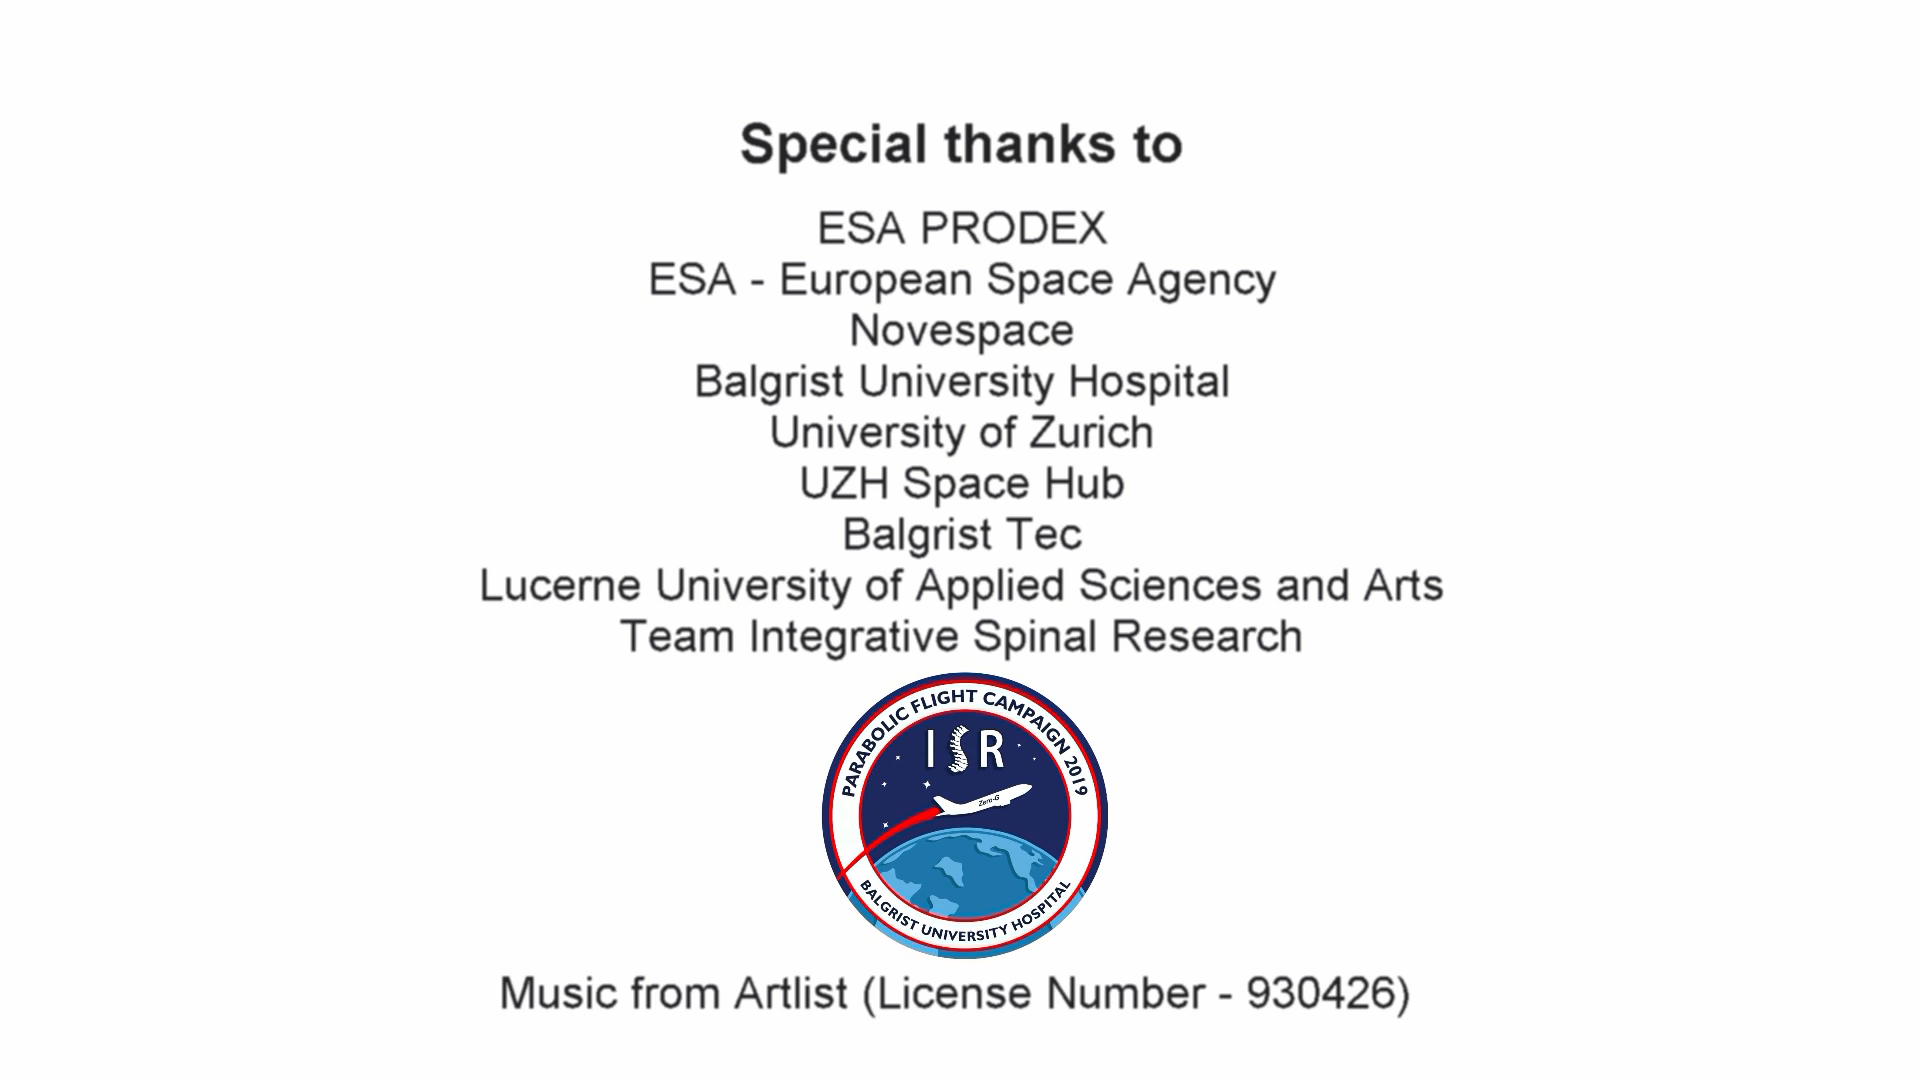 Special thanks to
ESA PRODEX
ESA - European Space Agency
Novespace
Balgrist University Hospital
University of Zurich
UZH Space Hub
Balgrist Tec
Lucerne University of Applied Sciences and Arts
Team Integrative Spinal Research
PARABOLIC FLIGHT CAMPAIGN 2019
I S R
Zero-G
BALGRIST UNIVERSITY HOSPITAL
Music from Artlist (License Number - 930426)